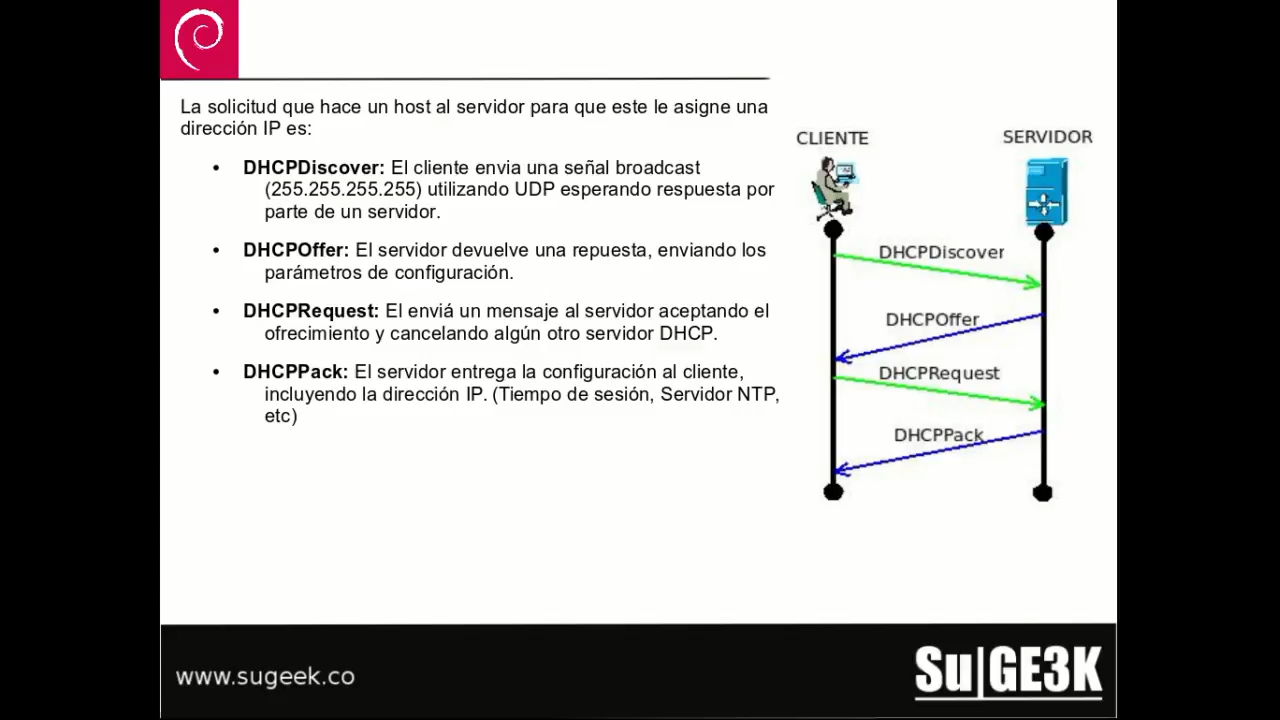 La solicitud que hace un host al servidor para que este le asigne una
dirección IP es:
• DHCPDiscover: El cliente envia una señal broadcast
(255.255.255.255) utilizando UDP esperando respuesta por
parte de un servidor.
• DHCPOffer: El servidor devuelve una repuesta, enviando los
parámetros de configuración.
• DHCPRequest: El enviá un mensaje al servidor aceptando el
ofrecimiento y cancelando algún otro servidor DHCP.
• DHCPPack: El servidor entrega la configuración al cliente,
incluyendo la dirección IP. (Tiempo de sesión, Servidor NTP,
etc)
CLIENTE
SERVIDOR
DHCPDiscover
DHCPOffer
DHCPRequest
DHCPPack
www.sugeek.co
Su|GE3K